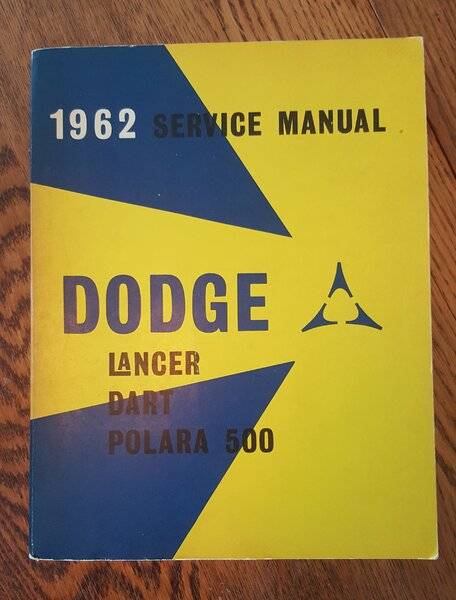 1962 SERVICE MANUAL
DODGE
LANCER
DART
POLARA 500